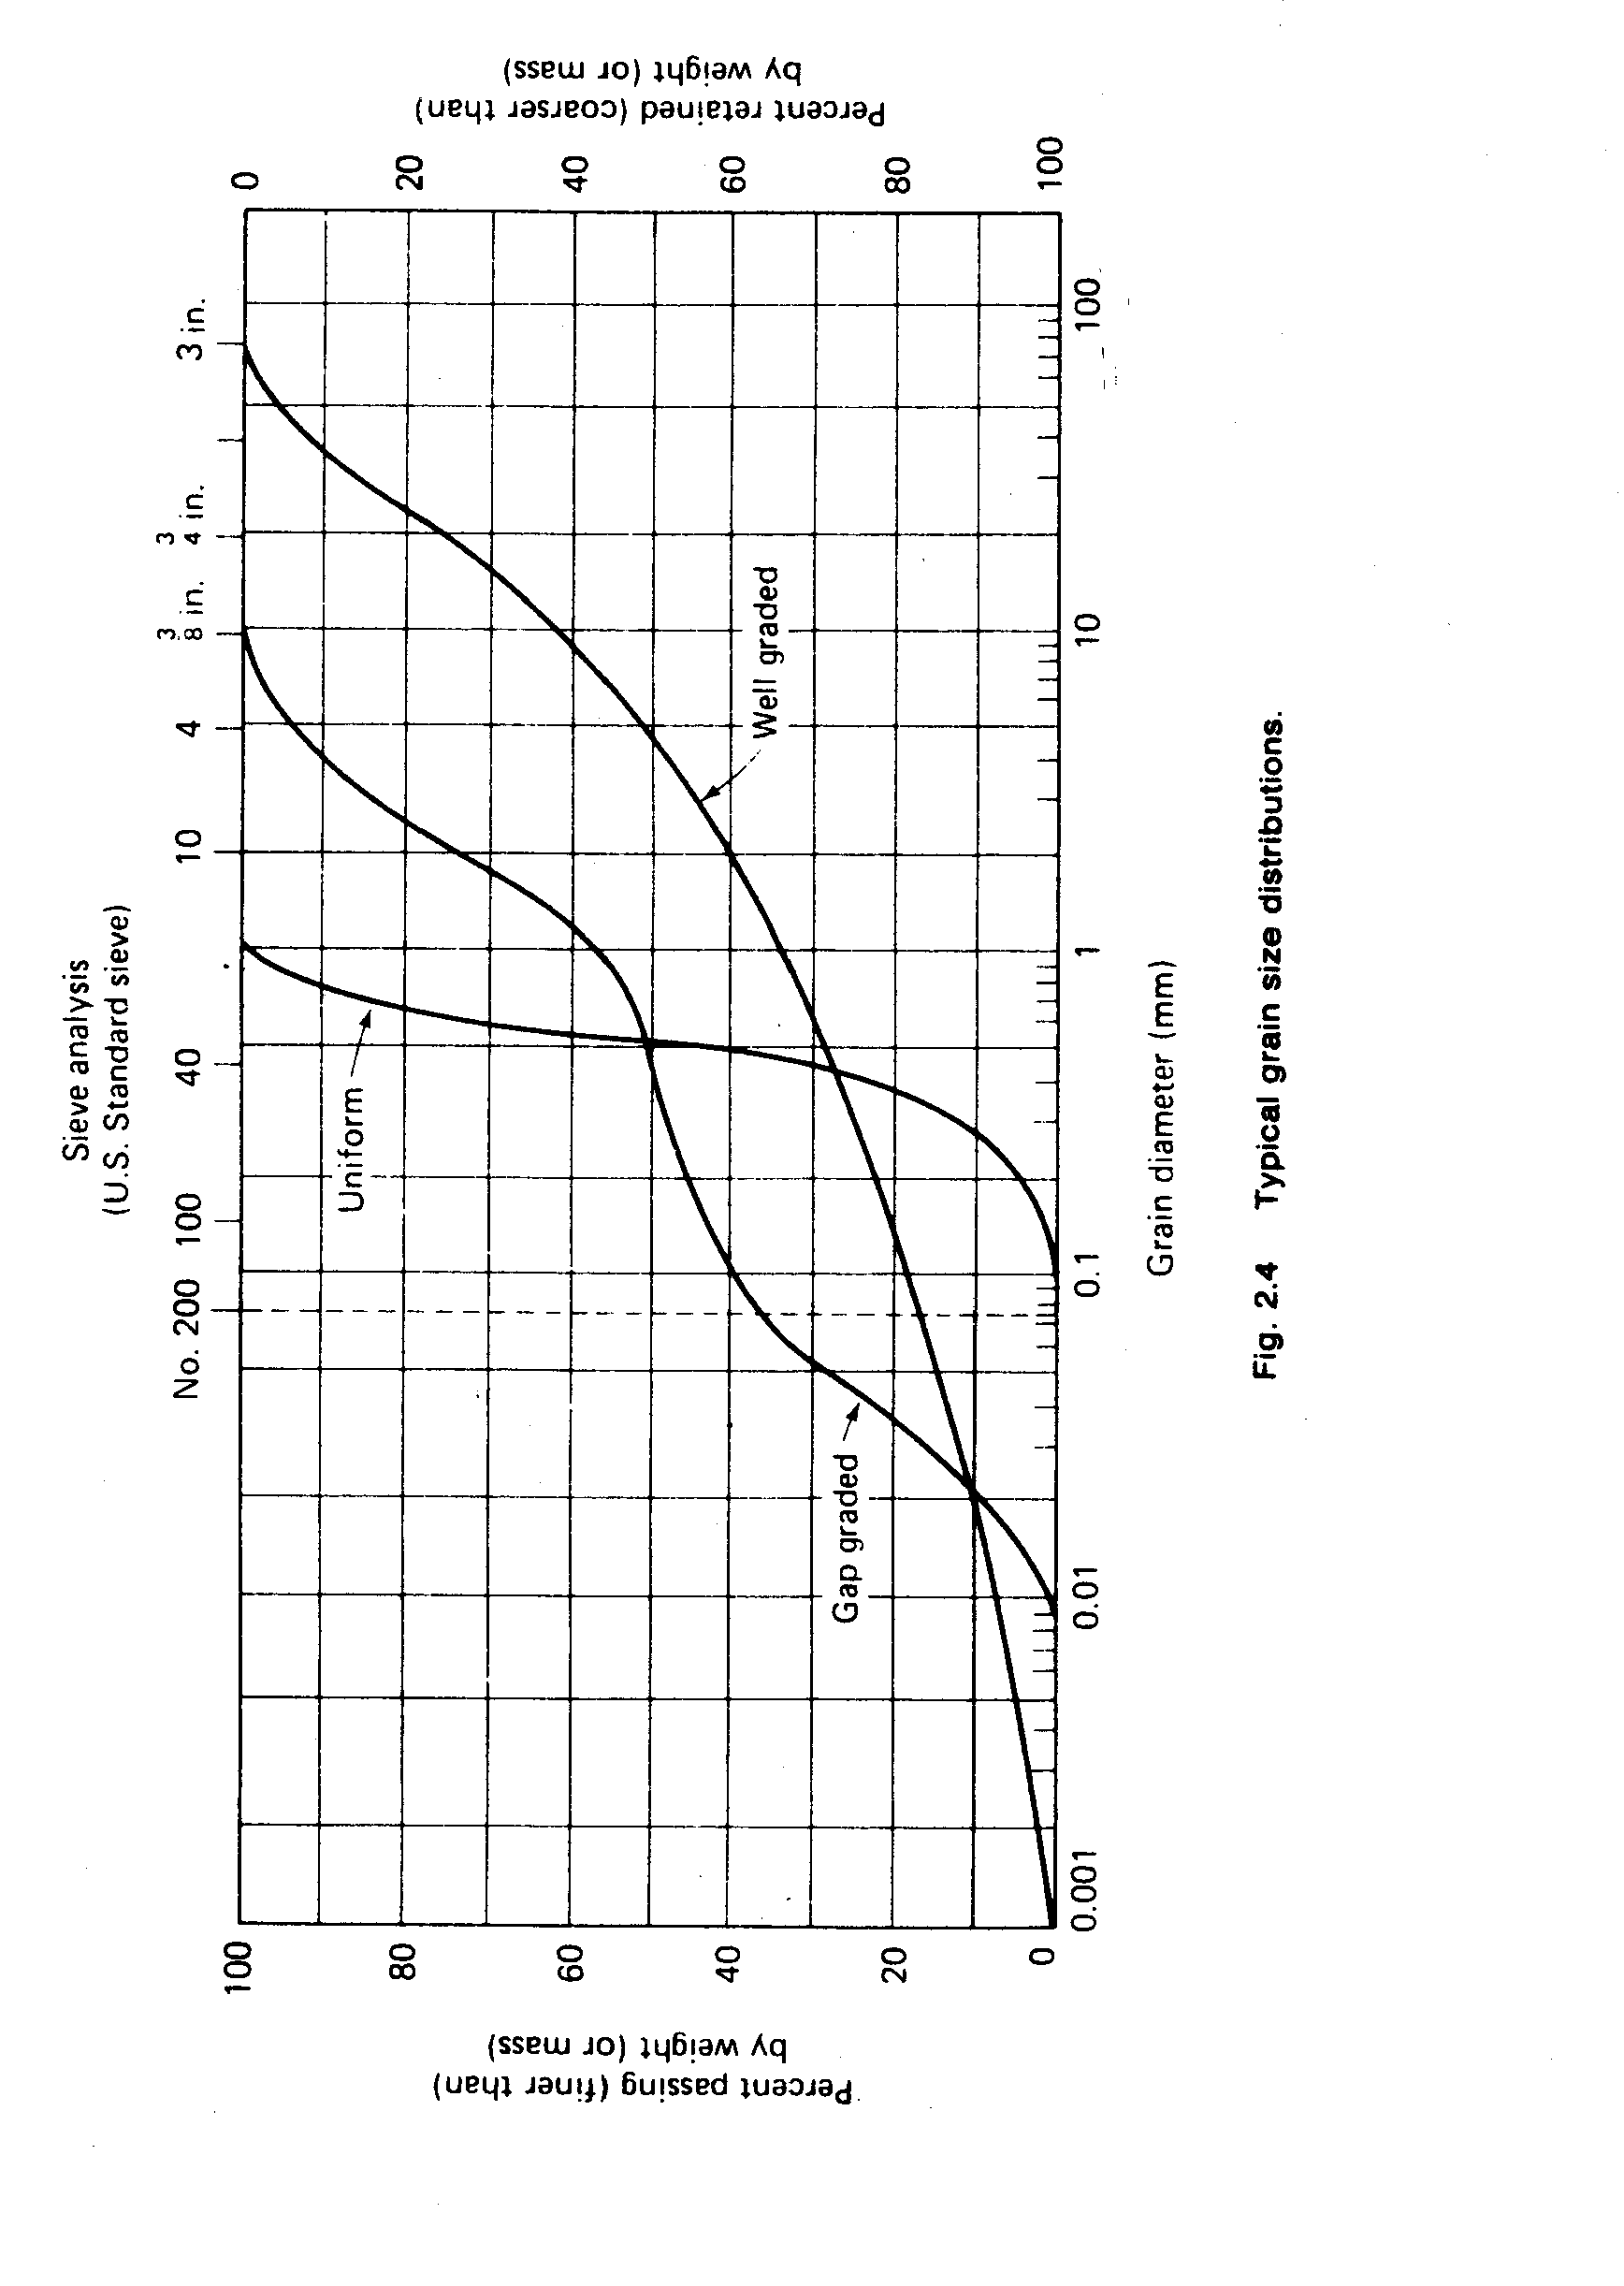 Sieve analysis
(U.S. Standard sieve)
No. 200 100 40 10 4 3/8 in. 3/4 in. 3 in.
Percent passing (finer than)
by weight (or mass)
100
80
60
40
20
0
Percent retained (coarser than)
by weight (or mass)
0
20
40
60
80
100
Uniform
Well graded
Gap graded
0.001 0.01 0.1 1 10 100
Grain diameter (mm)
Fig. 2.4 Typical grain size distributions.